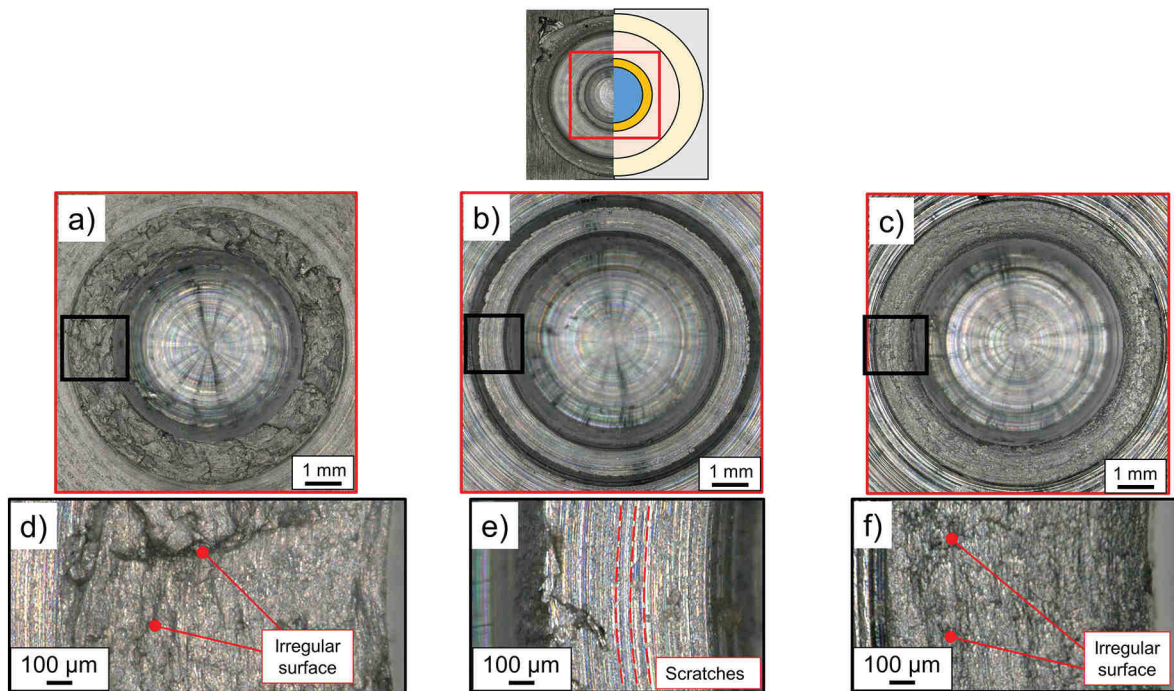 a)
b)
c)
1 mm
1 mm
1 mm
d)
e)
f)
Irregular
surface
Scratches
Irregular
surface
100 µm
100 µm
100 µm